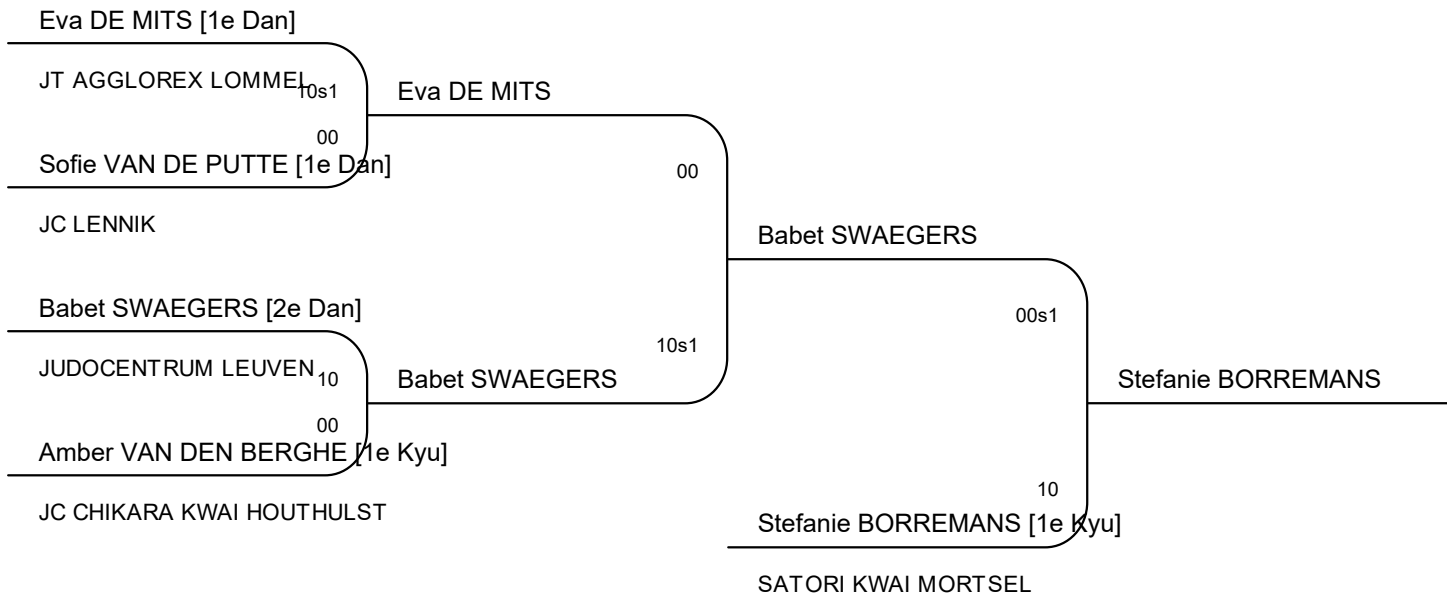 Eva DE MITS [1e Dan]
JT AGGLOREX LOMMEL
10s1
Eva DE MITS
00
Sofie VAN DE PUTTE [1e Dan]
00
JC LENNIK
Babet SWAEGERS
Babet SWAEGERS [2e Dan]
00s1
10s1
JUDOCENTRUM LEUVEN
10
Babet SWAEGERS
Stefanie BORREMANS
00
Amber VAN DEN BERGHE [1e Kyu]
10
JC CHIKARA KWAI HOUTHULST
Stefanie BORREMANS [1e Kyu]
SATORI KWAI MORTSEL